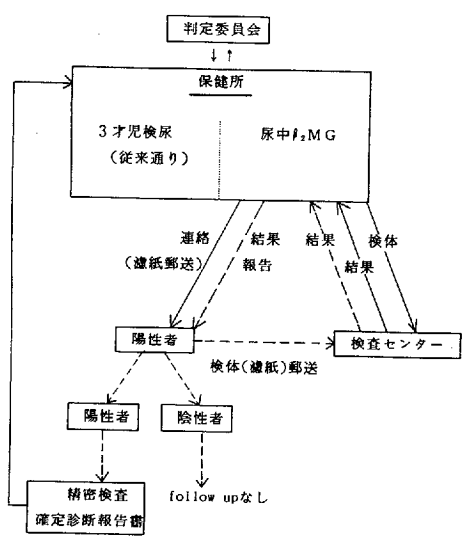 判定委員会
↓ ↑
保健所
3才児検尿
(従来通り)
尿中β₂MG
連絡
(濾紙郵送)
結果
報告
結果
結果
検体
陽性者
検査センター
検体(濾紙)郵送
陽性者
陰性者
精密検査
確定診断報告書
follow upなし